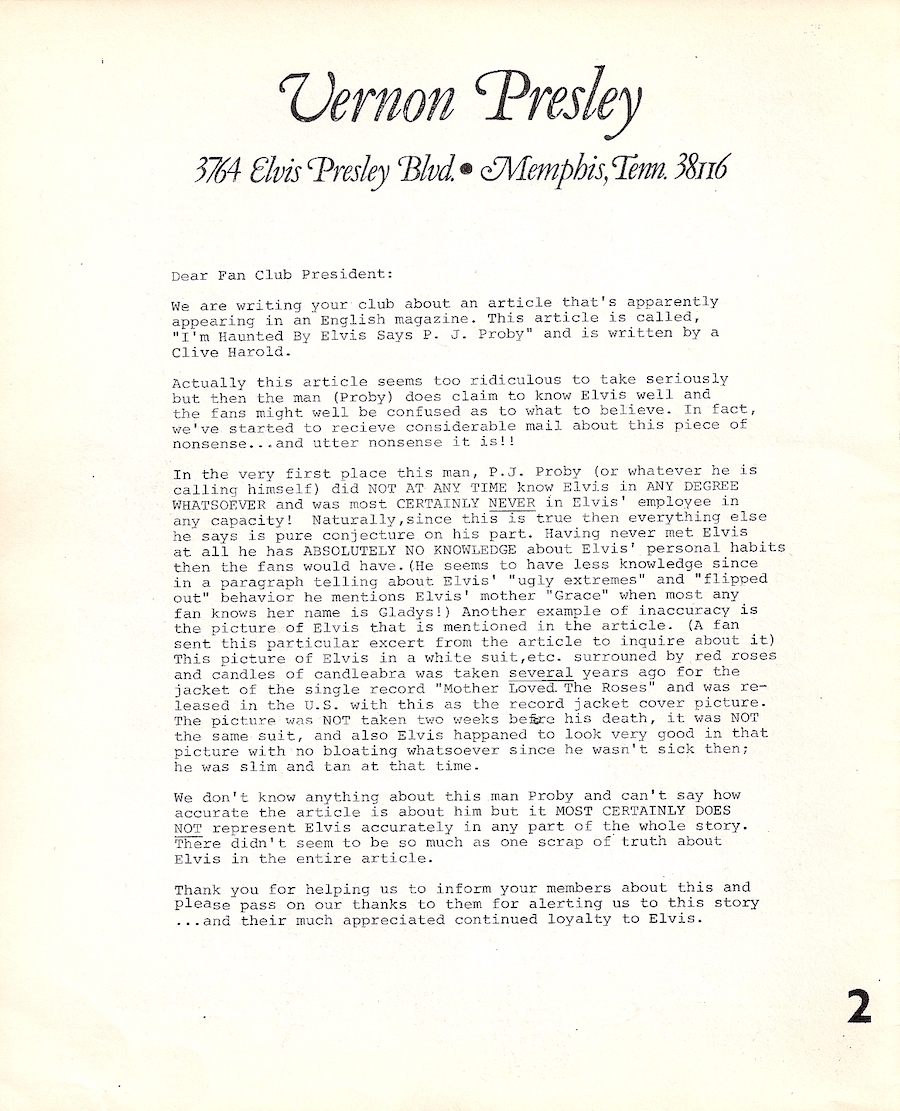 Vernon Presley
3764 Elvis Presley Blvd. • Memphis, Tenn. 38116
Dear Fan Club President:
We are writing your club about an article that's apparently
appearing in an English magazine. This article is called,
"I'm Haunted By Elvis Says P. J. Proby" and is written by a
Clive Harold.
Actually this article seems too ridiculous to take seriously
but then the man (Proby) does claim to know Elvis well and
the fans might well be confused as to what to believe. In fact,
we've started to recieve considerable mail about this piece of
nonsense...and utter nonsense it is!!
In the very first place this man, P.J. Proby (or whatever he is
calling himself) did NOT AT ANY TIME know Elvis in ANY DEGREE
WHATSOEVER and was most CERTAINLY NEVER in Elvis' employee in
any capacity!  Naturally,since this is true then everything else
he says is pure conjecture on his part. Having never met Elvis
at all he has ABSOLUTELY NO KNOWLEDGE about Elvis' personal habits
then the fans would have.(He seems to have less knowledge since
in a paragraph telling about Elvis' "ugly extremes" and "flipped
out" behavior he mentions Elvis' mother "Grace" when most any
fan knows her name is Gladys!) Another example of inaccuracy is
the picture of Elvis that is mentioned in the article. (A fan
sent this particular excert from the article to inquire about it)
This picture of Elvis in a white suit,etc. surrouned by red roses
and candles of candleabra was taken several years ago for the
jacket of the single record "Mother Loved The Roses" and was re-
leased in the U.S. with this as the record jacket cover picture.
The picture was NOT taken two weeks before his death, it was NOT
the same suit, and also Elvis happaned to look very good in that
picture with no bloating whatsoever since he wasn't sick then;
he was slim and tan at that time.
We don't know anything about this man Proby and can't say how
accurate the article is about him but it MOST CERTAINLY DOES
NOT represent Elvis accurately in any part of the whole story.
There didn't seem to be so much as one scrap of truth about
Elvis in the entire article.
Thank you for helping us to inform your members about this and
please pass on our thanks to them for alerting us to this story
...and their much appreciated continued loyalty to Elvis.
2